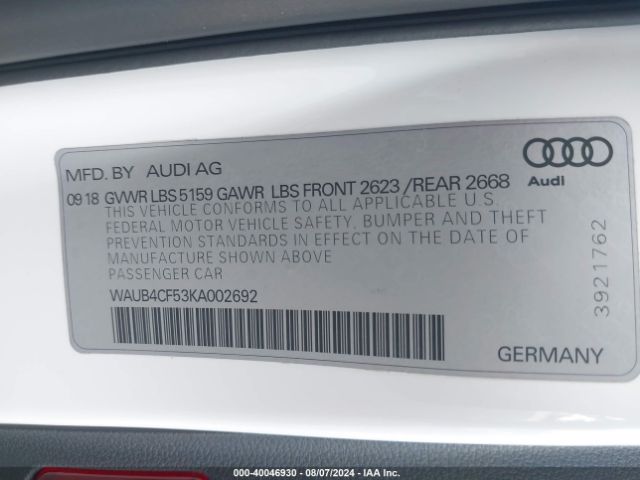 MFD. BY AUDI AG
09 18 GVWR LBS 5159 GAWR LBS FRONT 2623 /REAR 2668
THIS VEHICLE CONFORMS TO ALL APPLICABLE U.S.
FEDERAL MOTOR VEHICLE SAFETY, BUMPER AND THEFT
PREVENTION STANDARDS IN EFFECT ON THE DATE OF
MANUFACTURE SHOWN ABOVE
PASSENGER CAR
WAUB4CF53KA002692
Audi
3921762
GERMANY
000-40046930 - 08/07/2024 - IAAI.COM